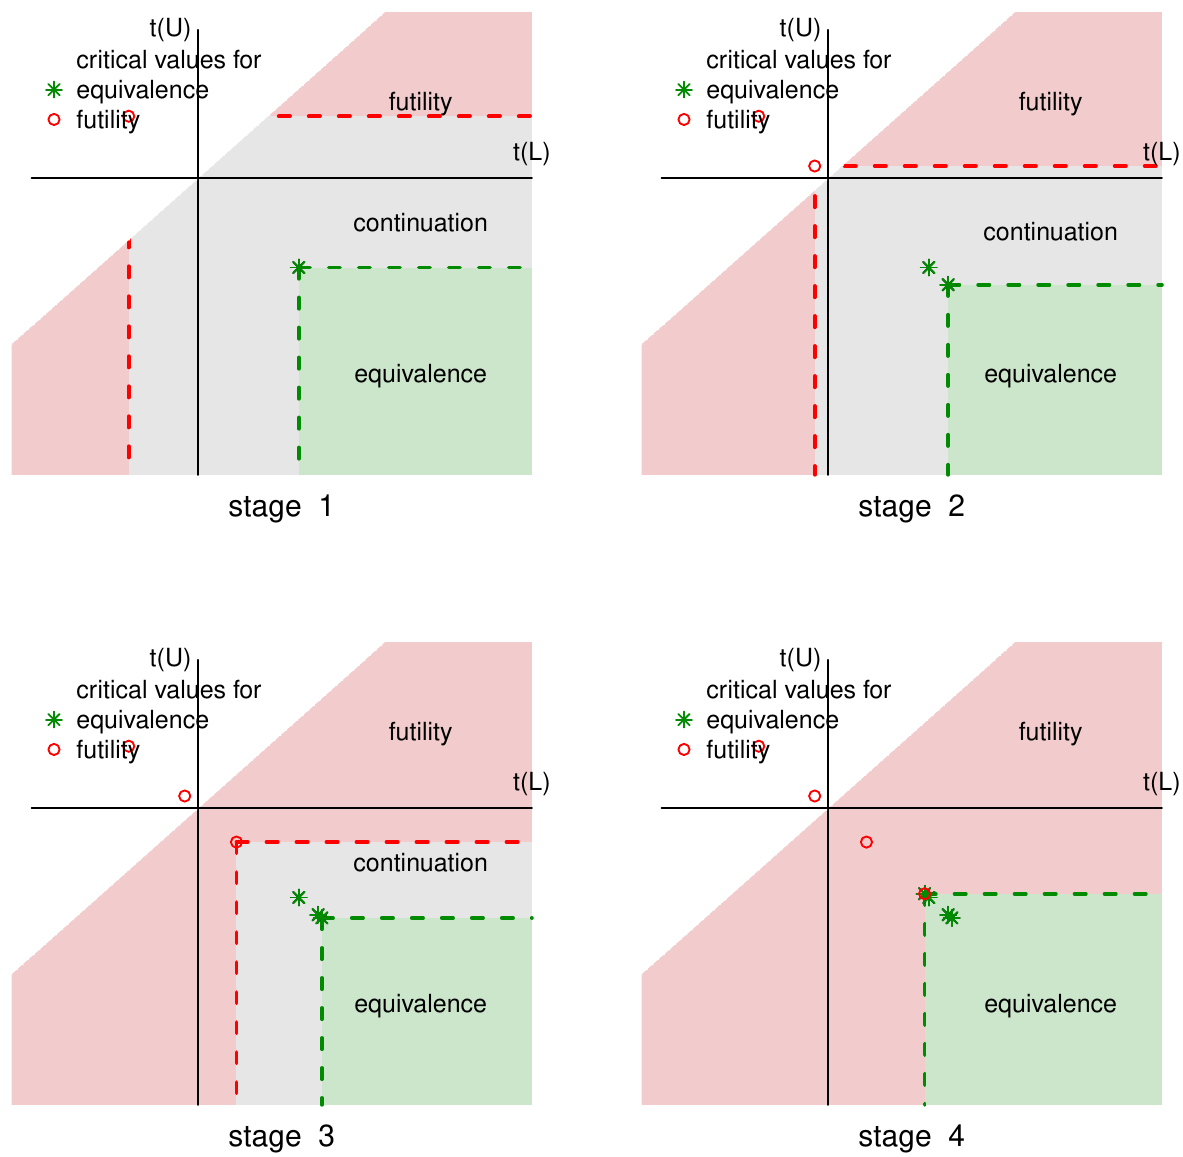 t(U)
critical values for
equivalence
futility
futility
t(L)
continuation
equivalence
stage 1
t(U)
critical values for
equivalence
futility
futility
t(L)
continuation
equivalence
stage 2
t(U)
critical values for
equivalence
futility
futility
t(L)
continuation
equivalence
stage 3
t(U)
critical values for
equivalence
futility
futility
t(L)
equivalence
stage 4